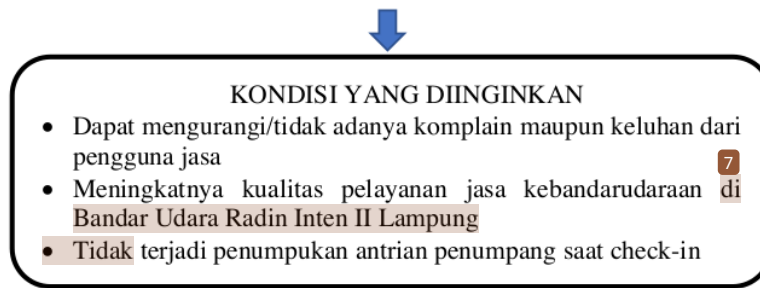 KONDISI YANG DIINGINKAN
• Dapat mengurangi/tidak adanya komplain maupun keluhan dari
pengguna jasa
7
• Meningkatnya kualitas pelayanan jasa kebandarudaraan di
Bandar Udara Radin Inten II Lampung
• Tidak terjadi penumpukan antrian penumpang saat check-in